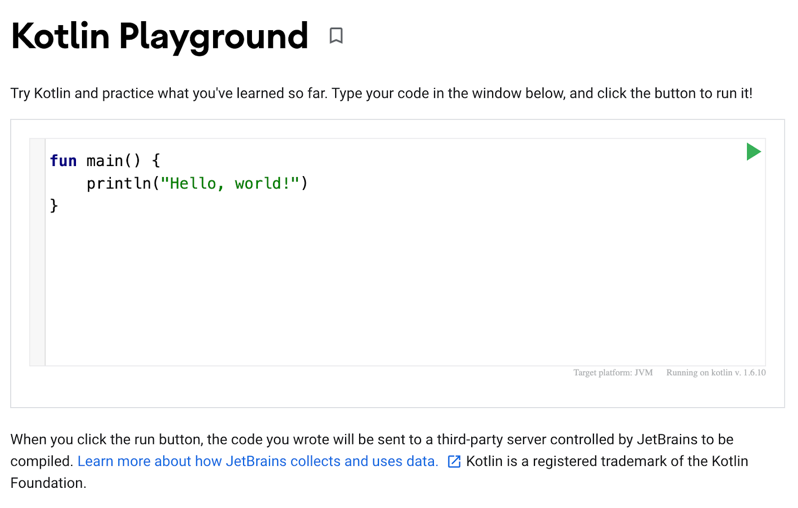 Kotlin Playground
Try Kotlin and practice what you've learned so far. Type your code in the window below, and click the button to run it!
fun main() {
    println("Hello, world!")
}
Target platform: JVM Running on kotlin v. 1.6.10
When you click the run button, the code you wrote will be sent to a third-party server controlled by JetBrains to be
compiled. Learn more about how JetBrains collects and uses data. Kotlin is a registered trademark of the Kotlin
Foundation.